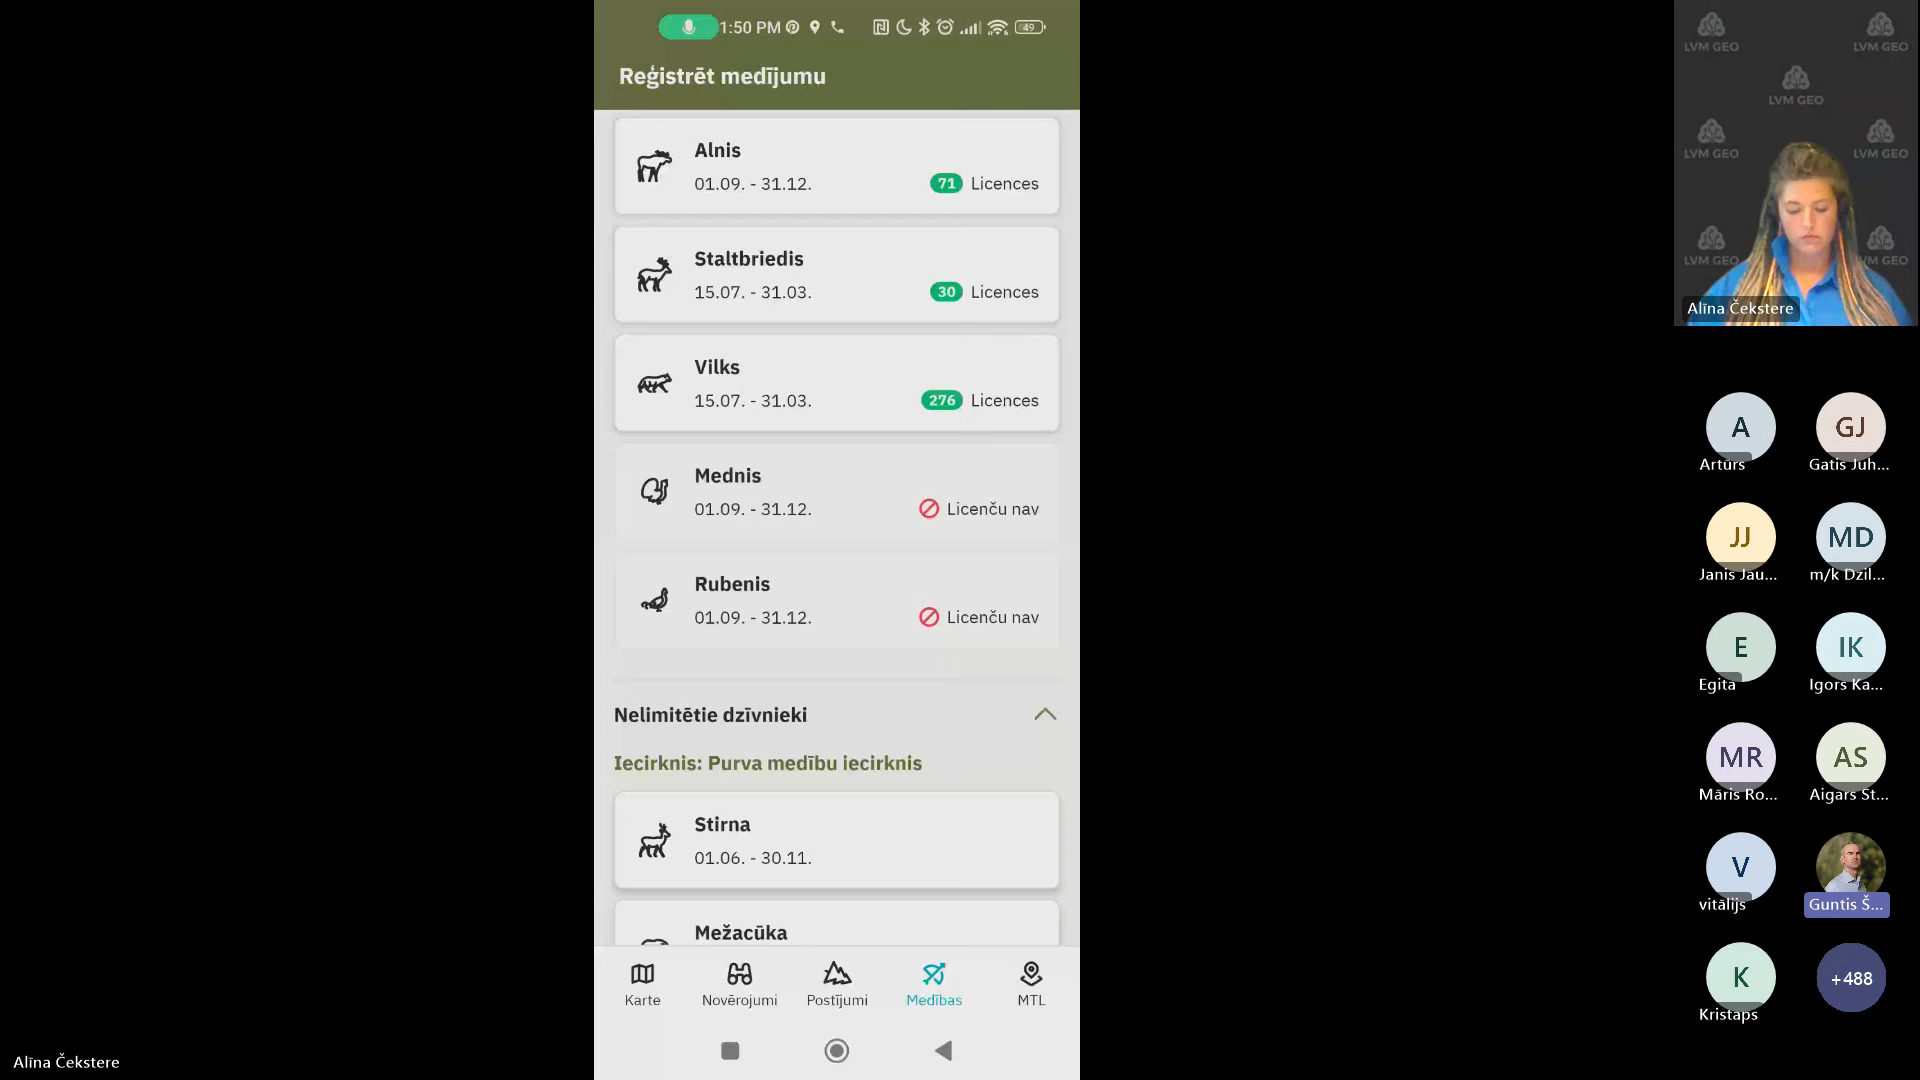 1:50 PM
49
Reģistrēt medījumu
Alnis
01.09. - 31.12.
71 Licences
Staltbriedis
15.07. - 31.03.
30 Licences
Vilks
15.07. - 31.03.
276 Licences
Mednis
01.09. - 31.12.
Licenču nav
Rubenis
01.09. - 31.12.
Licenču nav
Nelimitētie dzīvnieki
Iecirknis: Purva medību iecirknis
Stirna
01.06. - 30.11.
Mežacūka
Karte
Novērojumi
Postījumi
Medības
MTL
Alīna Čekstere
LVM GEO
LVM GEO
LVM GEO
LVM GEO
LVM GEO
LVM GEO
VM GEO
Alīna Čekstere
A
Artūrs
GJ
Gatis Juh...
JJ
Janis Jau...
MD
m/k Dzil...
E
Egita
IK
Igors Ka...
MR
Māris Ro...
AS
Aigars St...
V
vitālijs
Guntis Š...
K
Kristaps
+488